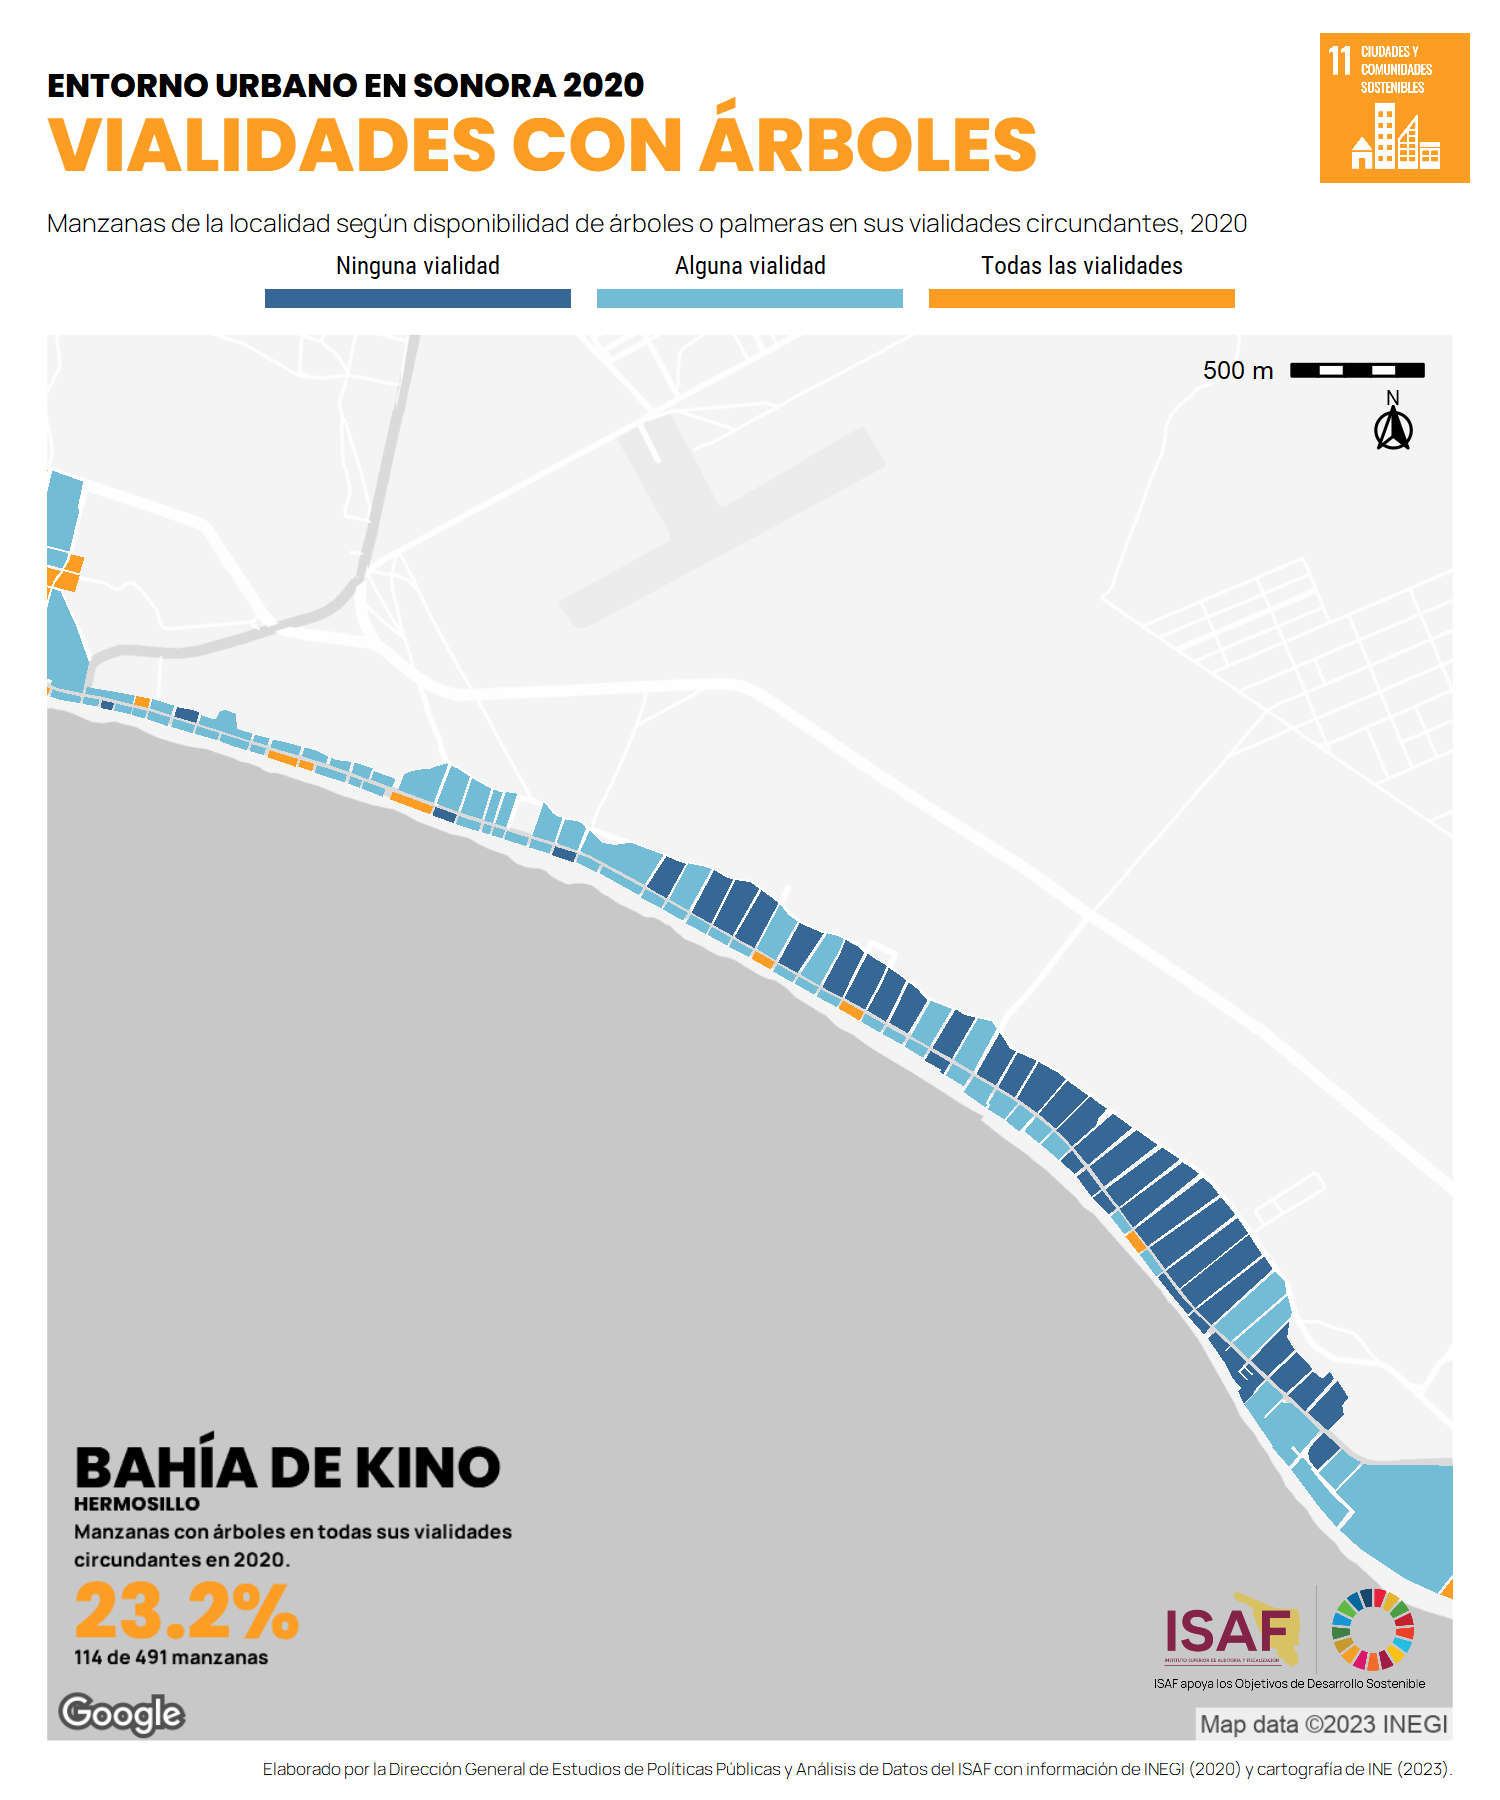 11 CIUDADES Y
COMUNIDADES
SOSTENIBLES
ENTORNO URBANO EN SONORA 2020
VIALIDADES CON ÁRBOLES
Manzanas de la localidad según disponibilidad de árboles o palmeras en sus vialidades circundantes, 2020
Ninguna vialidad
Alguna vialidad
Todas las vialidades
500 m
N
BAHÍA DE KINO
HERMOSILLO
Manzanas con árboles en todas sus vialidades
circundantes en 2020.
23.2%
114 de 491 manzanas
ISAF
INSTITUTO SUPERIOR DE AUDITORÍA Y FISCALIZACIÓN
ISAF apoya los Objetivos de Desarrollo Sostenible
Google
Map data ©2023 INEGI
Elaborado por la Dirección General de Estudios de Políticas Públicas y Análisis de Datos del ISAF con información de INEGI (2020) y cartografía de INE (2023).